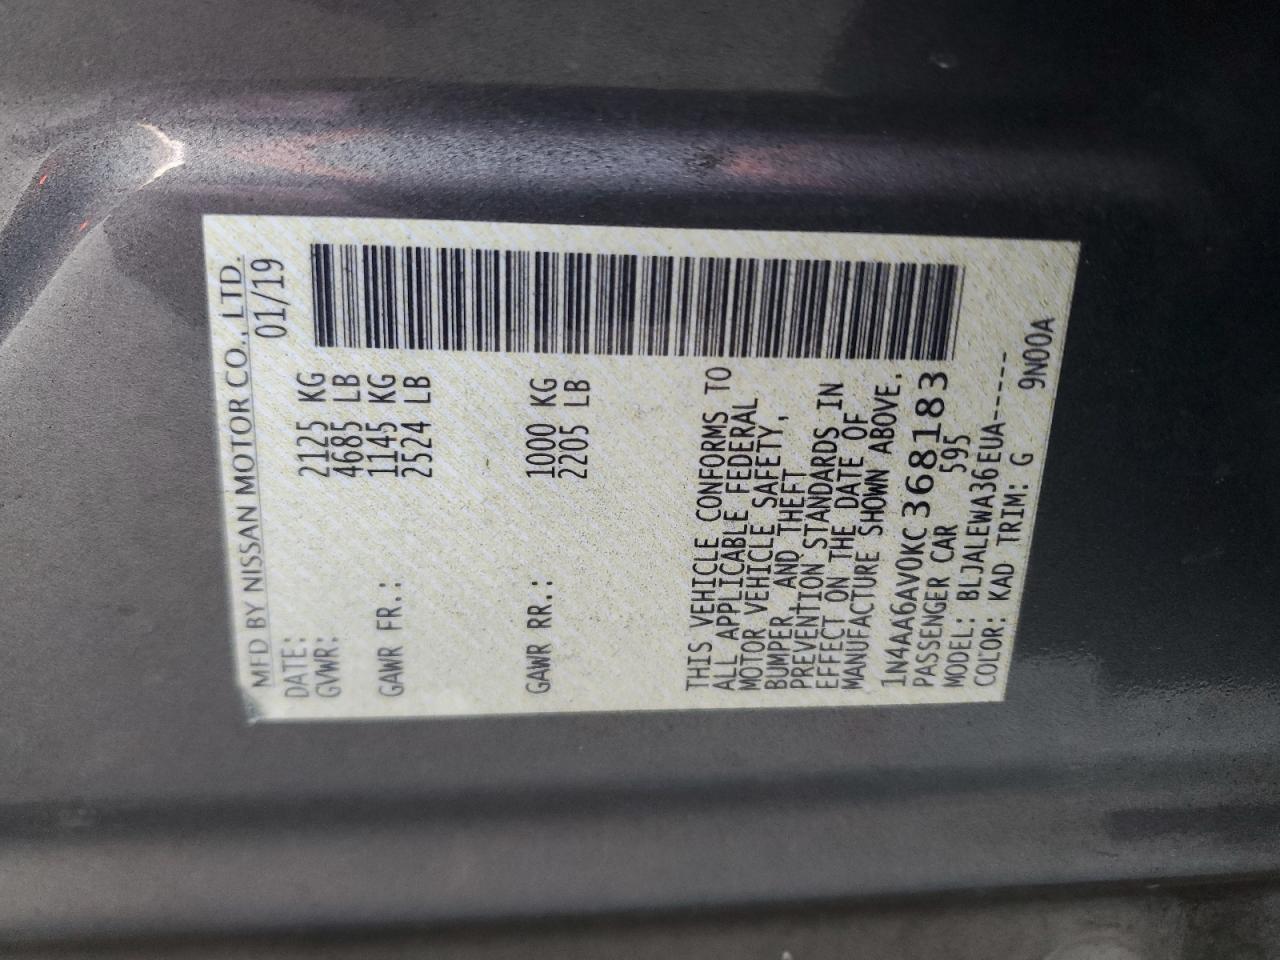 MFD BY NISSAN MOTOR CO., LTD.
DATE: 01/19
GVWR: 2125 KG
4685 LB
GAWR FR.: 1145 KG
2524 LB
GAWR RR.: 1000 KG
2205 LB
THIS VEHICLE CONFORMS TO
ALL APPLICABLE FEDERAL
MOTOR VEHICLE SAFETY,
BUMPER, AND THEFT
PREVENTION STANDARDS IN
EFFECT ON THE DATE OF
MANUFACTURE SHOWN ABOVE.
1N4AA6AV0KC368183
PASSENGER CAR 595
MODEL: BLJALEWA36EUA-----
COLOR: KAD TRIM: G 9N00A